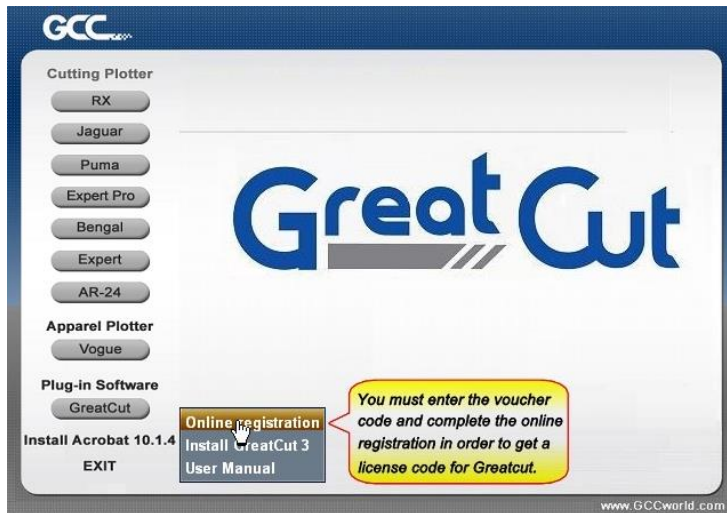 GCC
Cutting Plotter
RX
Jaguar
Puma
Expert Pro
Bengal
Expert
AR-24
Apparel Plotter
Vogue
Plug-in Software
GreatCut
Install Acrobat 10.1.4
EXIT
Great Cut
Online registration
Install GreatCut 3
User Manual
You must enter the voucher
code and complete the online
registration in order to get a
license code for Greatcut.
www.GCCworld.com